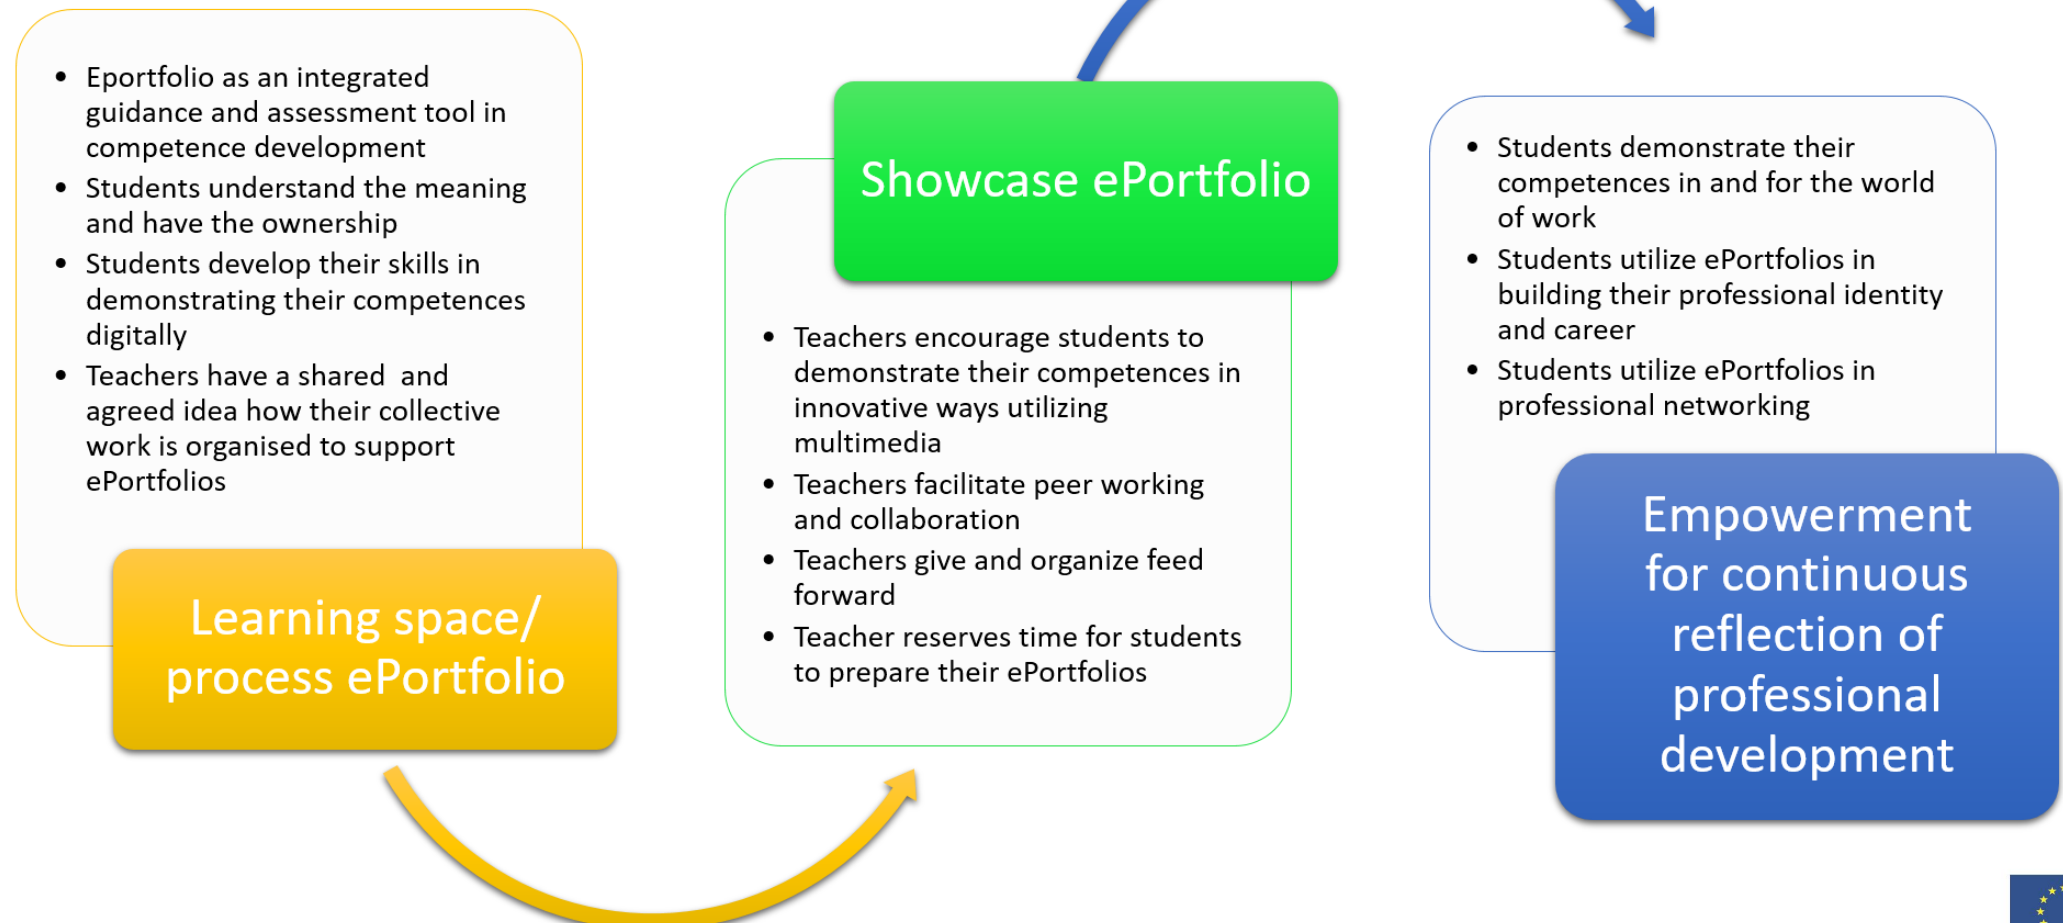 • Eportfolio as an integrated
guidance and assessment tool in
competence development
• Students understand the meaning
and have the ownership
• Students develop their skills in
demonstrating their competences
digitally
• Teachers have a shared  and
agreed idea how their collective
work is organised to support
ePortfolios
Learning space/
process ePortfolio
Showcase ePortfolio
• Teachers encourage students to
demonstrate their competences in
innovative ways utilizing
multimedia
• Teachers facilitate peer working
and collaboration
• Teachers give and organize feed
forward
• Teacher reserves time for students
to prepare their ePortfolios
• Students demonstrate their
competences in and for the world
of work
• Students utilize ePortfolios in
building their professional identity
and career
• Students utilize ePortfolios in
professional networking
Empowerment
for continuous
reflection of
professional
development